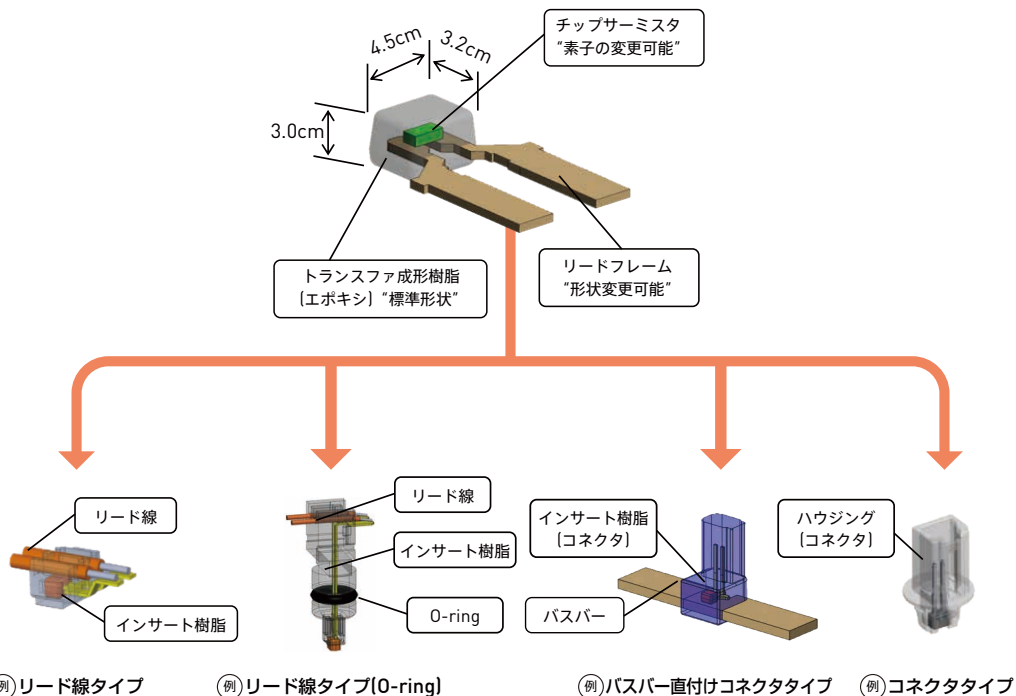 4.5cm
3.2cm
3.0cm
チップサーミスタ
“素子の変更可能”
トランスファ成形樹脂
(エポキシ) “標準形状”
リードフレーム
“形状変更可能”
リード線
インサート樹脂
リード線
インサート樹脂
O-ring
インサート樹脂
(コネクタ)
バスバー
ハウジング
(コネクタ)
例 リード線タイプ
例 リード線タイプ(O-ring)
例 バスバー直付けコネクタタイプ
例 コネクタタイプ